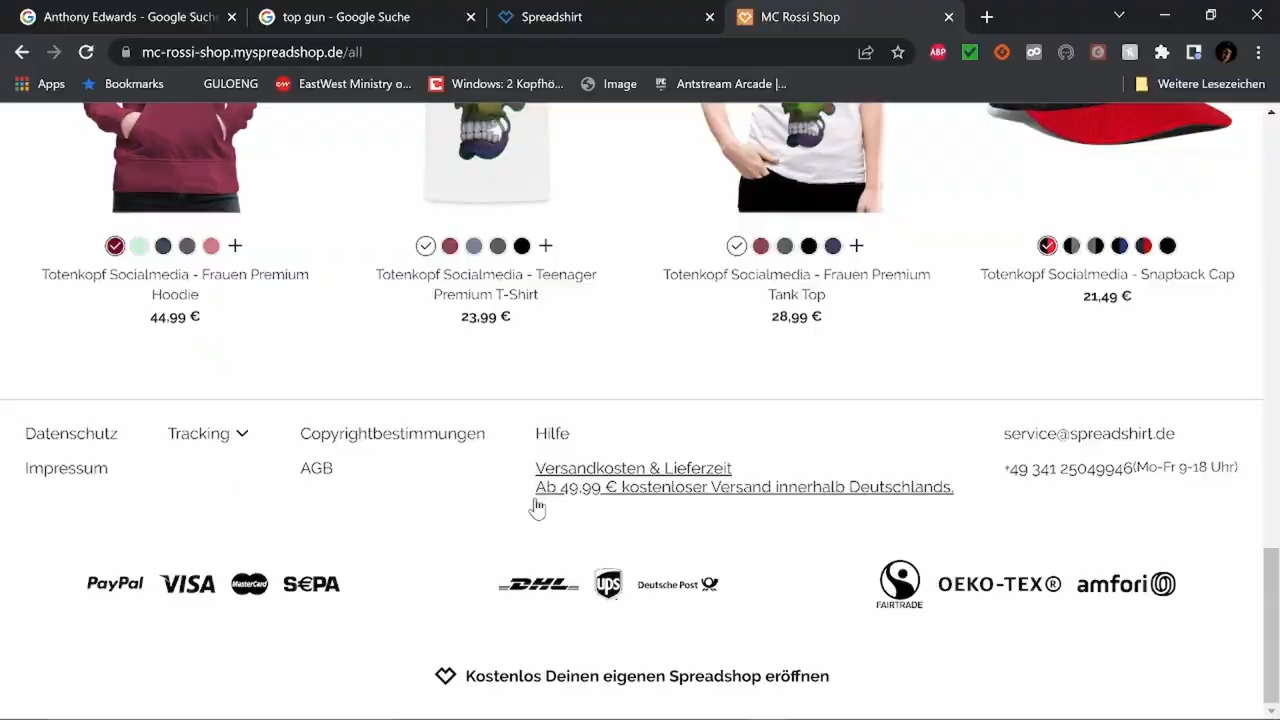 Anthony Edwards - Google Suche
top gun - Google Suche
Spreadshirt
MC Rossi Shop
mc-rossi-shop.myspreadshop.de/all
ABP
Apps
Bookmarks
GULOENG
EastWest Ministry o...
Windows: 2 Kopfho...
Image
Antstream Arcade |...
Weitere Lesezeichen
Totenkopf Socialmedia - Frauen Premium
Hoodie
44,99 €
Totenkopf Socialmedia - Teenager
Premium T-Shirt
23,99 €
Totenkopf Socialmedia - Frauen Premium
Tank Top
28,99 €
Totenkopf Socialmedia - Snapback Cap
21,49 €
Datenschutz
Tracking
Copyrightbestimmungen
Hilfe
service@spreadshirt.de
Impressum
AGB
Versandkosten & Lieferzeit
Ab 49,99 € kostenloser Versand innerhalb Deutschlands.
+49 341 25049946(Mo-Fr 9-18 Uhr)
PayPal
VISA
MasterCard
S€PA
DHL
ups
Deutsche Post
FAIRTRADE
OEKO-TEX®
amfori
Kostenlos Deinen eigenen Spreadshop eröffnen